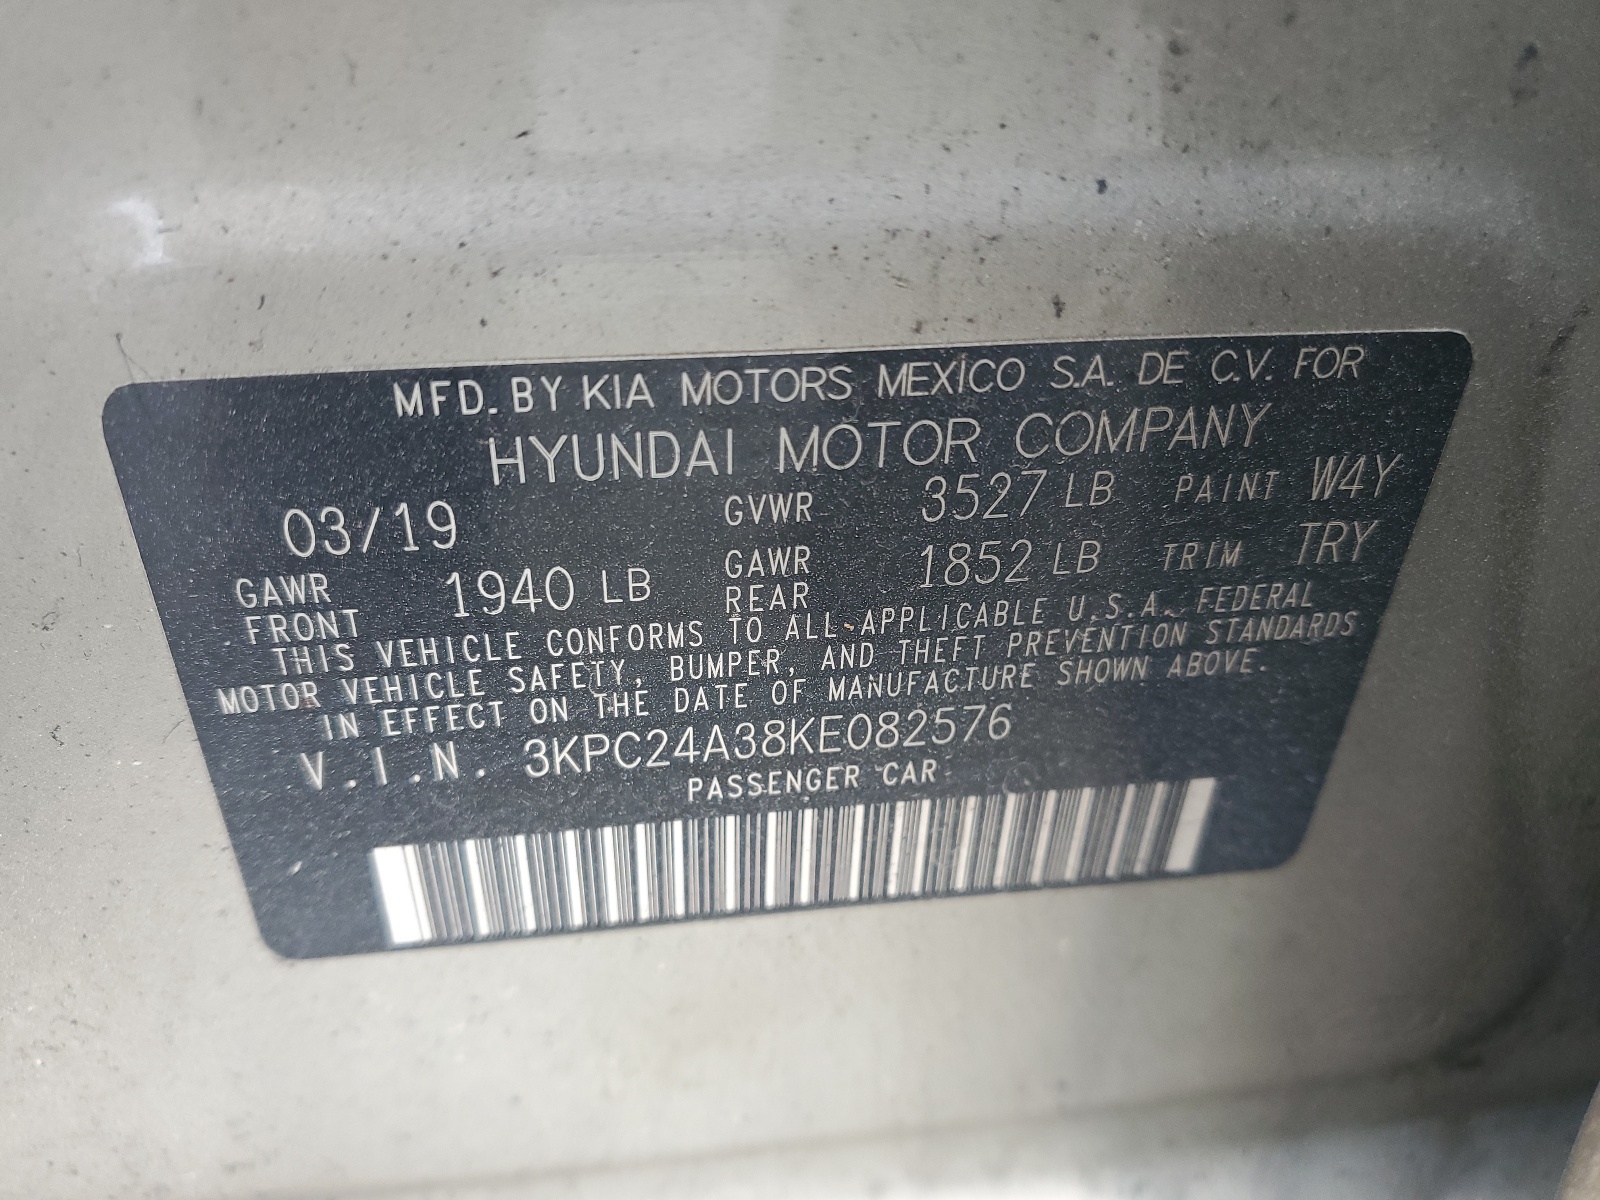 MFD. BY KIA MOTORS MEXICO S.A. DE C.V. FOR
HYUNDAI MOTOR COMPANY
03/19 GVWR 3527 LB PAINT W4Y
GAWR FRONT 1940 LB GAWR REAR 1852 LB TRIM TRY
THIS VEHICLE CONFORMS TO ALL APPLICABLE U.S.A. FEDERAL
MOTOR VEHICLE SAFETY, BUMPER, AND THEFT PREVENTION STANDARDS
IN EFFECT ON THE DATE OF MANUFACTURE SHOWN ABOVE.
V.I.N. 3KPC24A38KE082576
PASSENGER CAR